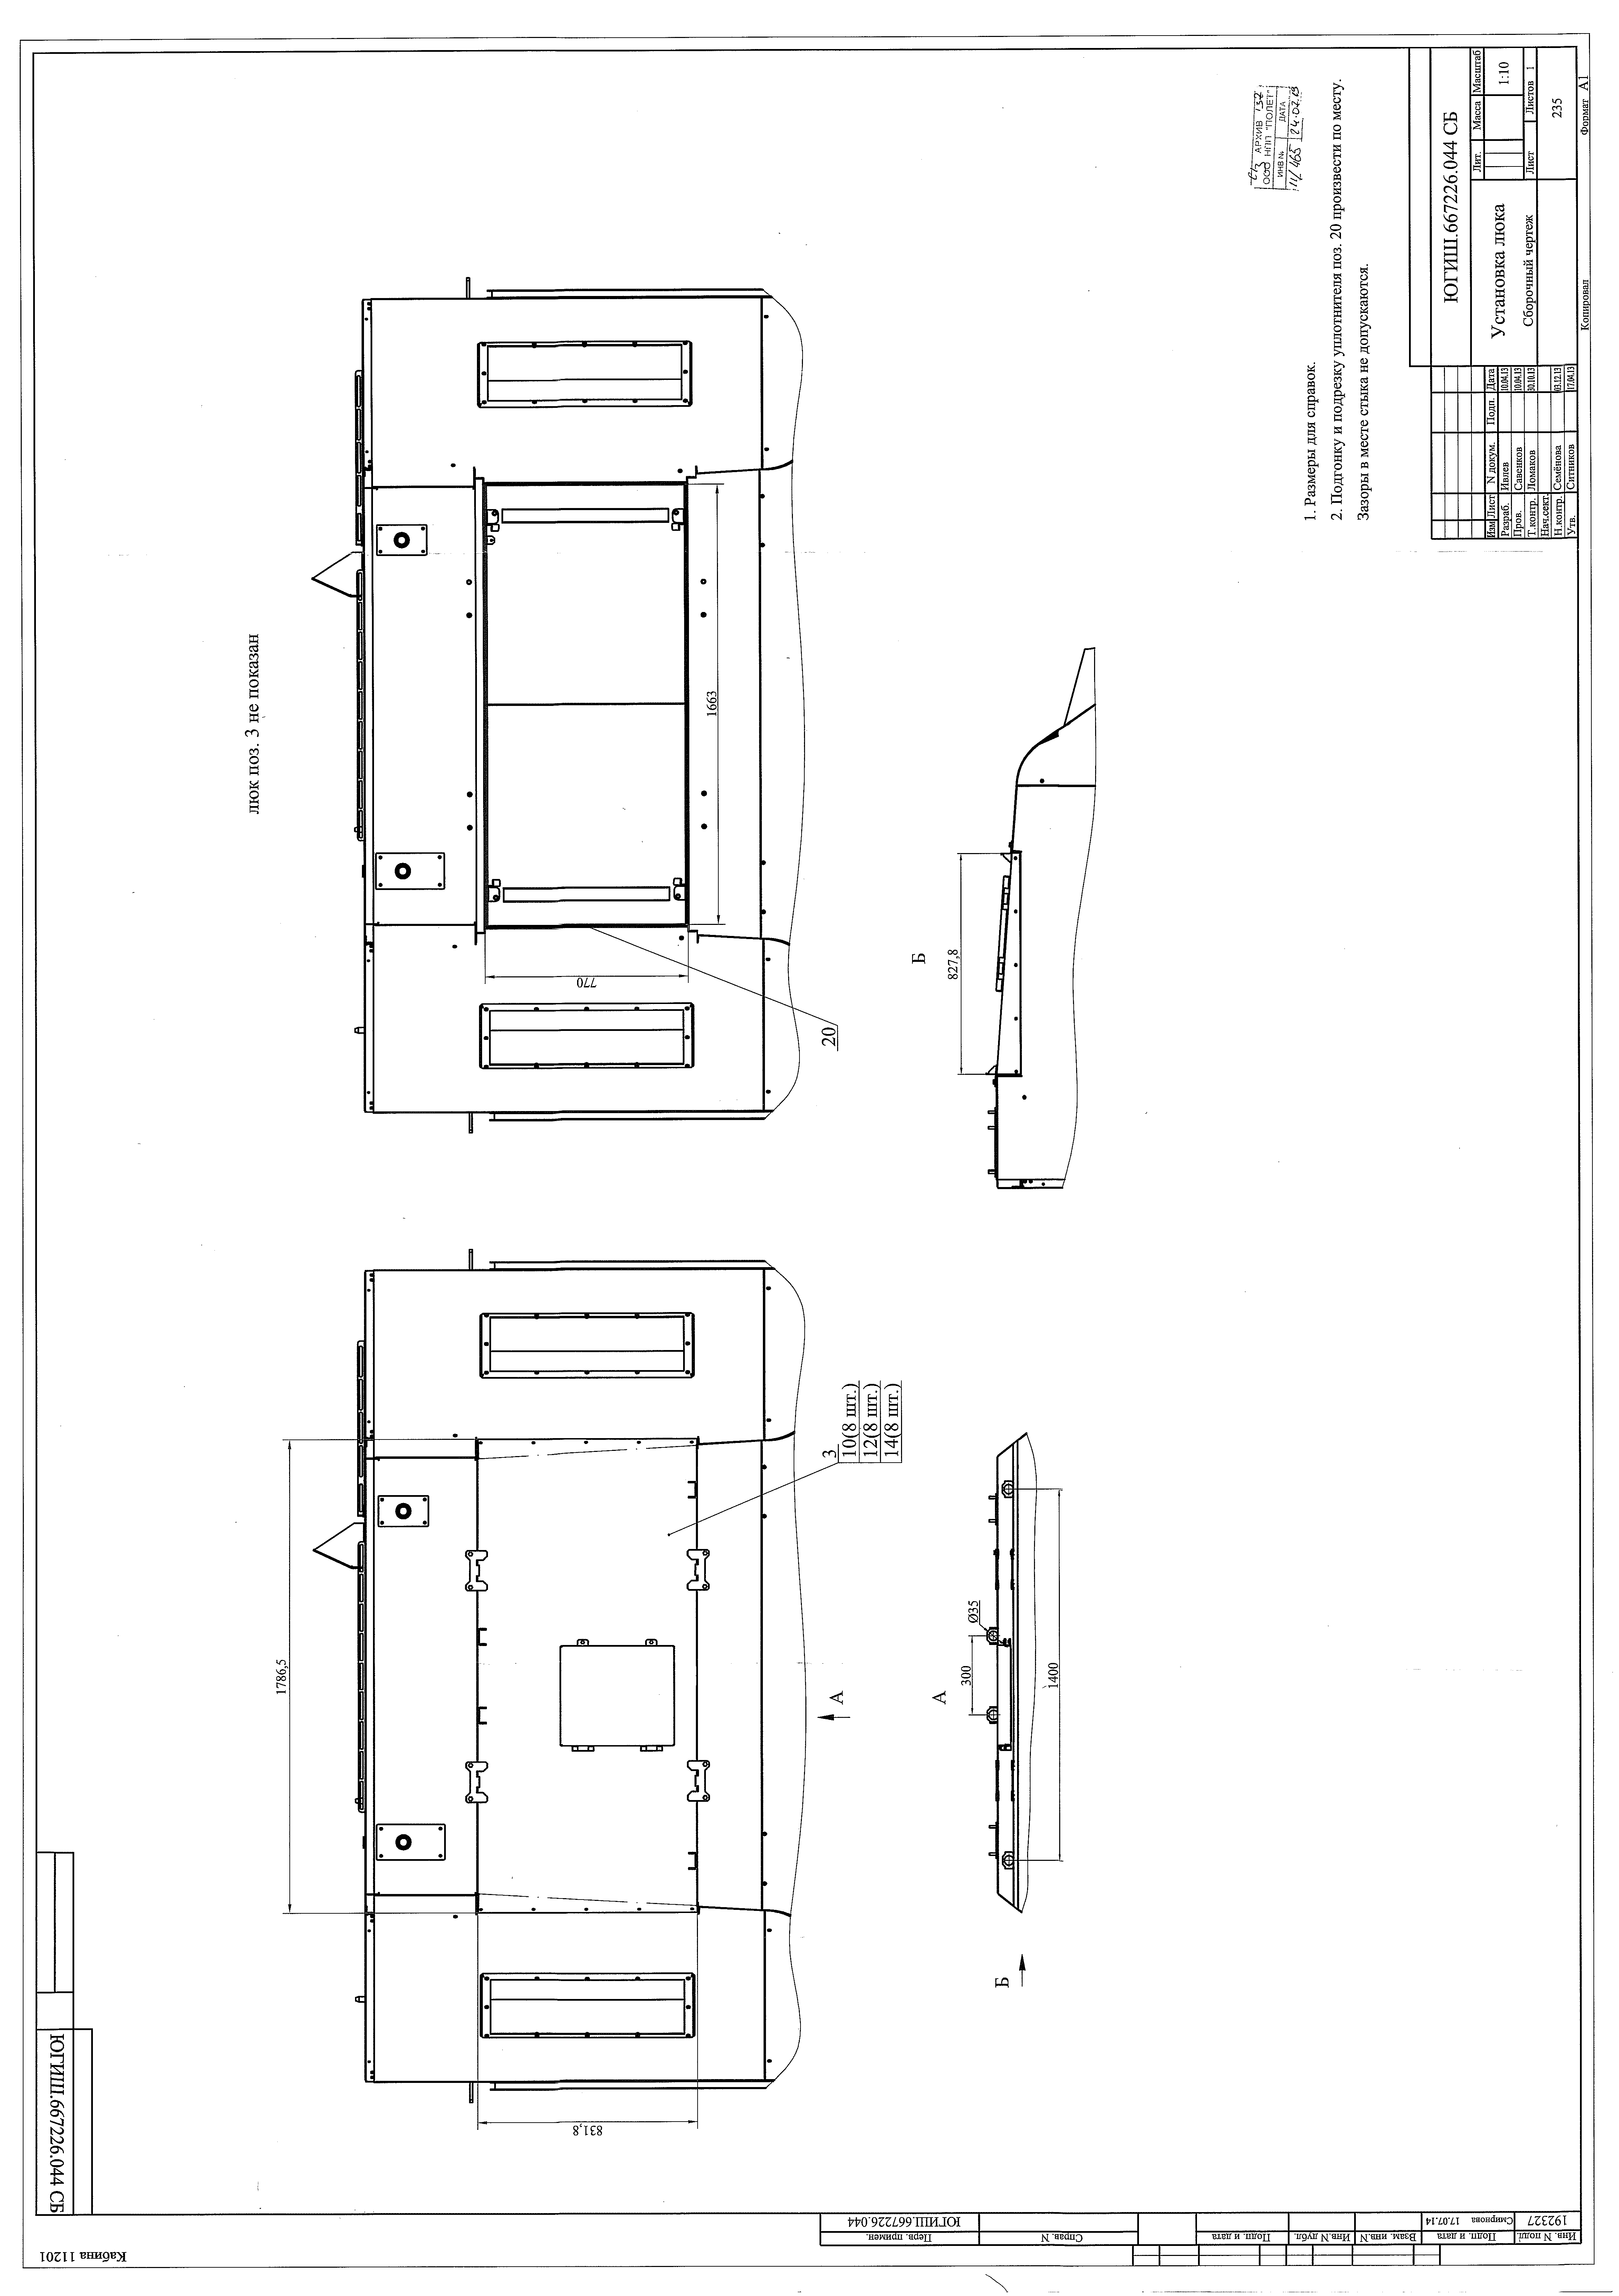 Кабина 11201
ЮГИШ.667226.044 СБ
люк поз. 3 не показан
1786,5
831,8
3
10(8 шт.)
12(8 шт.)
14(8 шт.)
А
1663
770
20
А
Ø35
300
1400
Б
Б
827,8
АРХИВ
ООО НПП "ПОЛЕТ"
ИНВ № ДАТА
11/465 24.07.13
1. Размеры для справок.
2. Подгонку и подрезку уплотнителя поз. 20 произвести по месту.
Зазоры в месте стыка не допускаются.
ЮГИШ.667226.044 СБ
Установка люка
Сборочный чертеж
Лит. Масса Масштаб
1:10
Лист Листов 1
235
Изм Лист N докум. Подп. Дата
Разраб. Ивлев 10.04.13
Пров. Савенков 10.04.13
Т.контр. Ломаков 30.10.13
Нач.сект.
Н.контр. Семёнова 03.12.13
Утв. Ситников 17.04.13
Копировал
Формат А1
Перв. примен.
ЮГИШ.667226.044
Справ. N
Подп. и дата
Инв. N дубл.
Взам. инв.N
Подп. и дата
Смирнова 17.07.14
Инв. N подл.
192327